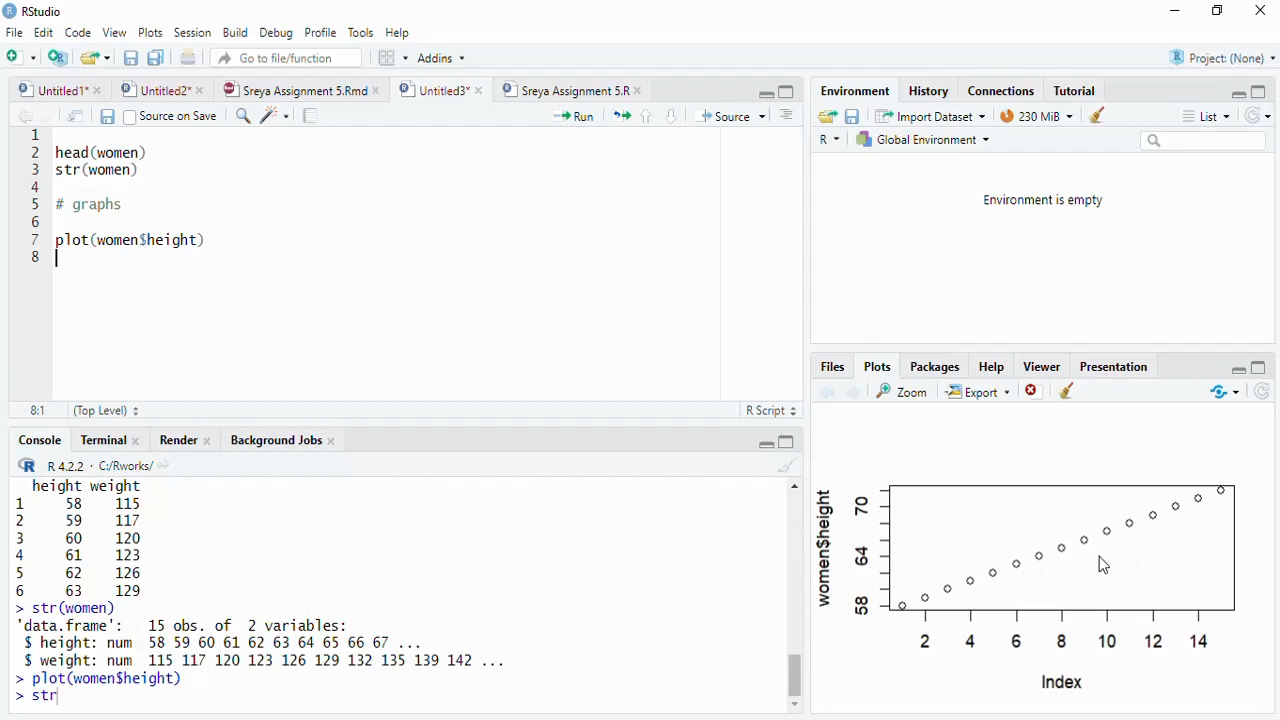 RStudio
File Edit Code View Plots Session Build Debug Profile Tools Help
Go to file/function Addins Project: (None)
Untitled1* Untitled2* Sreya Assignment 5.Rmd Untitled3* Sreya Assignment 5.R
Source on Save Run Source
1
2 head(women)
3 str(women)
4
5 # graphs
6
7 plot(women$height)
8
8:1 (Top Level) R Script
Console Terminal Render Background Jobs
R 4.2.2 · C:/Rworks/
height weight
1 58 115
2 59 117
3 60 120
4 61 123
5 62 126
6 63 129
> str(women)
'data.frame': 15 obs. of 2 variables:
$ height: num 58 59 60 61 62 63 64 65 66 67 ...
$ weight: num 115 117 120 123 126 129 132 135 139 142 ...
> plot(women$height)
> str
Environment History Connections Tutorial
Import Dataset 230 MiB List
R Global Environment
Environment is empty
Files Plots Packages Help Viewer Presentation
Zoom Export
women$height
70
64
58
2 4 6 8 10 12 14
Index